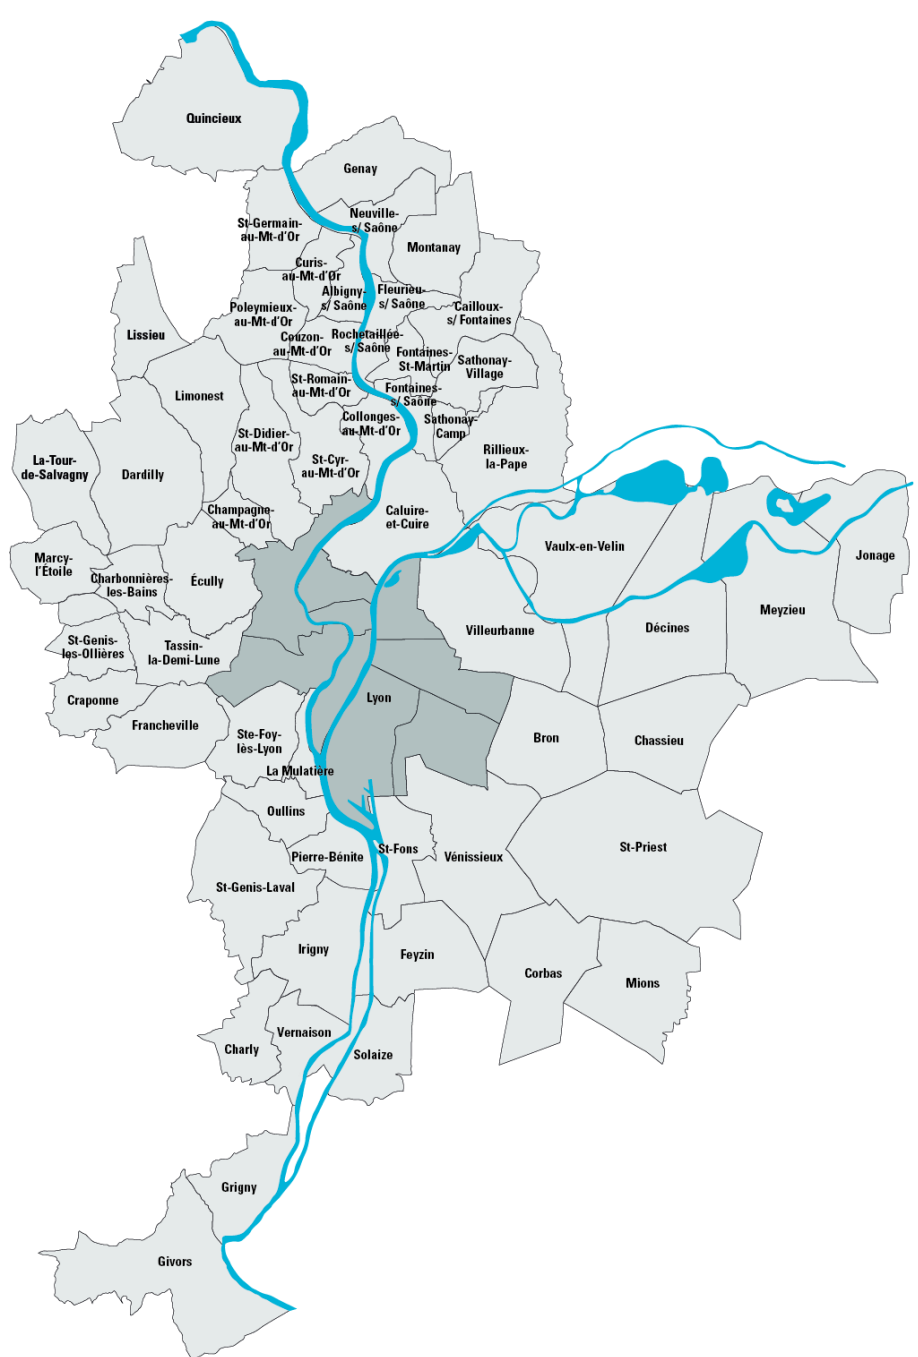 Quincieux
Genay
Neuville-
s/ Saône
St-Germain-
au-Mt-d'Or
Montanay
Curis-
au-Mt-d'Or
Albigny-
s/ Saône
Fleurieu-
s/ Saône
Cailloux-
s/ Fontaines
Poleymieux-
au-Mt-d'Or
Lissieu
Couzon-
au-Mt-d'Or
Rochetaillée-
s/ Saône
Fontaines-
St-Martin
Sathonay-
Village
St-Romain-
au-Mt-d'Or
Fontaines-
s/ Saône
Limonest
Collonges-
au-Mt-d'Or
Sathonay-
Camp
St-Didier-
au-Mt-d'Or
Rillieux-
la-Pape
St-Cyr-
au-Mt-d'Or
La-Tour-
de-Salvagny
Dardilly
Champagne-
au-Mt-d'Or
Caluire-
et-Cuire
Vaulx-en-Velin
Jonage
Marcy-
l'Étoile
Charbonnières-
les-Bains
Écully
Meyzieu
Décines
Villeurbanne
St-Genis-
les-Ollières
Tassin-
la-Demi-Lune
Craponne
Lyon
Francheville
Ste-Foy-
lès-Lyon
Bron
Chassieu
La Mulatière
Oullins
St-Priest
St-Fons
Pierre-Bénite
Vénissieux
St-Genis-Laval
Irigny
Feyzin
Corbas
Mions
Vernaison
Charly
Solaize
Grigny
Givors